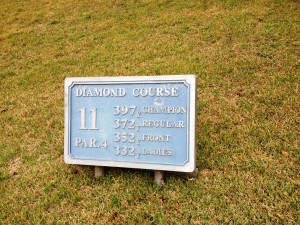 DIAMOND COURSE
11
PAR.4
397y CHAMPION
372y REGULAR
352y FRONT
332y LADIES